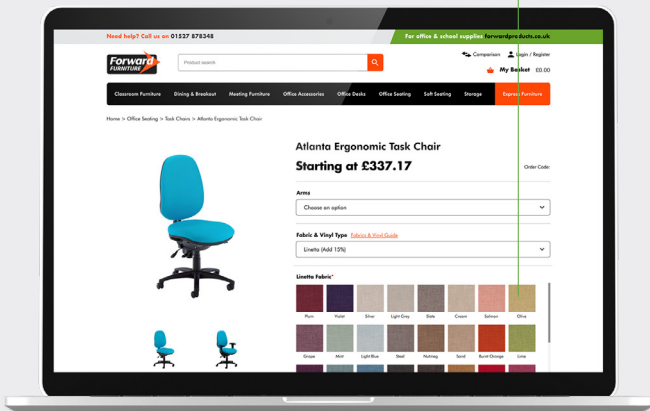 Need help? Call us on 01527 878348
For office & school supplies forwardproducts.co.uk
Forward
FURNITURE
Product search
Comparison
Login / Register
My Basket £0.00
Classroom Furniture Dining & Breakout Meeting Furniture Office Accessories Office Desks Office Seating Soft Seating Storage Express Furniture
Home > Office Seating > Task Chairs > Atlanta Ergonomic Task Chair
Atlanta Ergonomic Task Chair
Starting at £337.17
Order Code:
Arms
Choose an option
Fabric & Vinyl Type Fabrics & Vinyl Guide
Linetta (Add 15%)
Linetta Fabric*
Plum Violet Silver Light Grey Slate Cream Salmon Olive
Grape Mint Light Blue Steel Nutmeg Sand Burnt Orange Lime